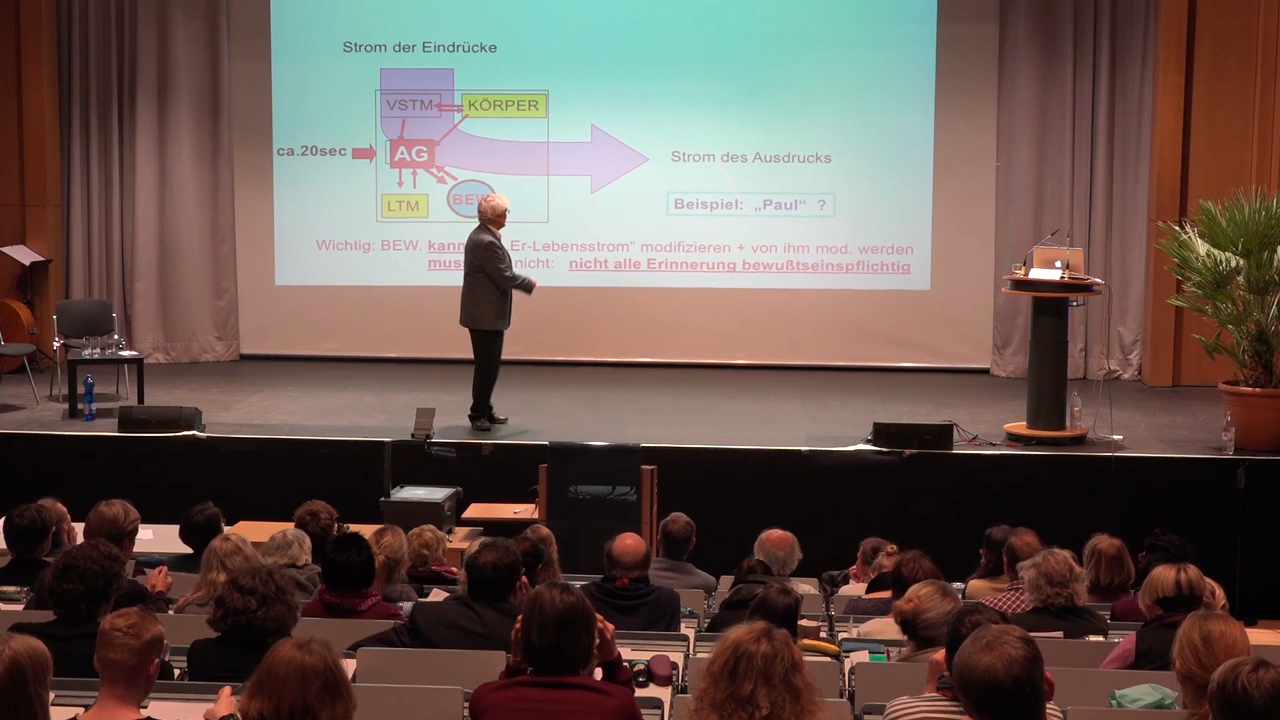 Strom der Eindrücke
VSTM
KÖRPER
ca.20sec
AG
Strom des Ausdrucks
LTM
BEW
Beispiel: „Paul“ ?
Wichtig: BEW. kann Er-Lebensstrom" modifizieren + von ihm mod. werden
nicht: nicht alle Erinnerung bewußtseinspflichtig